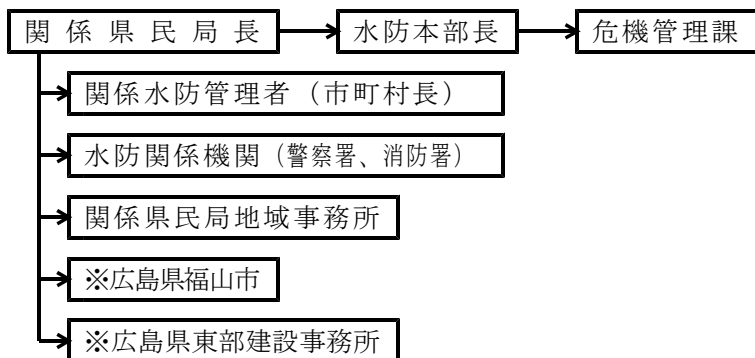 関係県民局長
水防本部長
危機管理課
関係水防管理者（市町村長）
水防関係機関（警察署、消防署）
関係県民局地域事務所
※広島県福山市
※広島県東部建設事務所